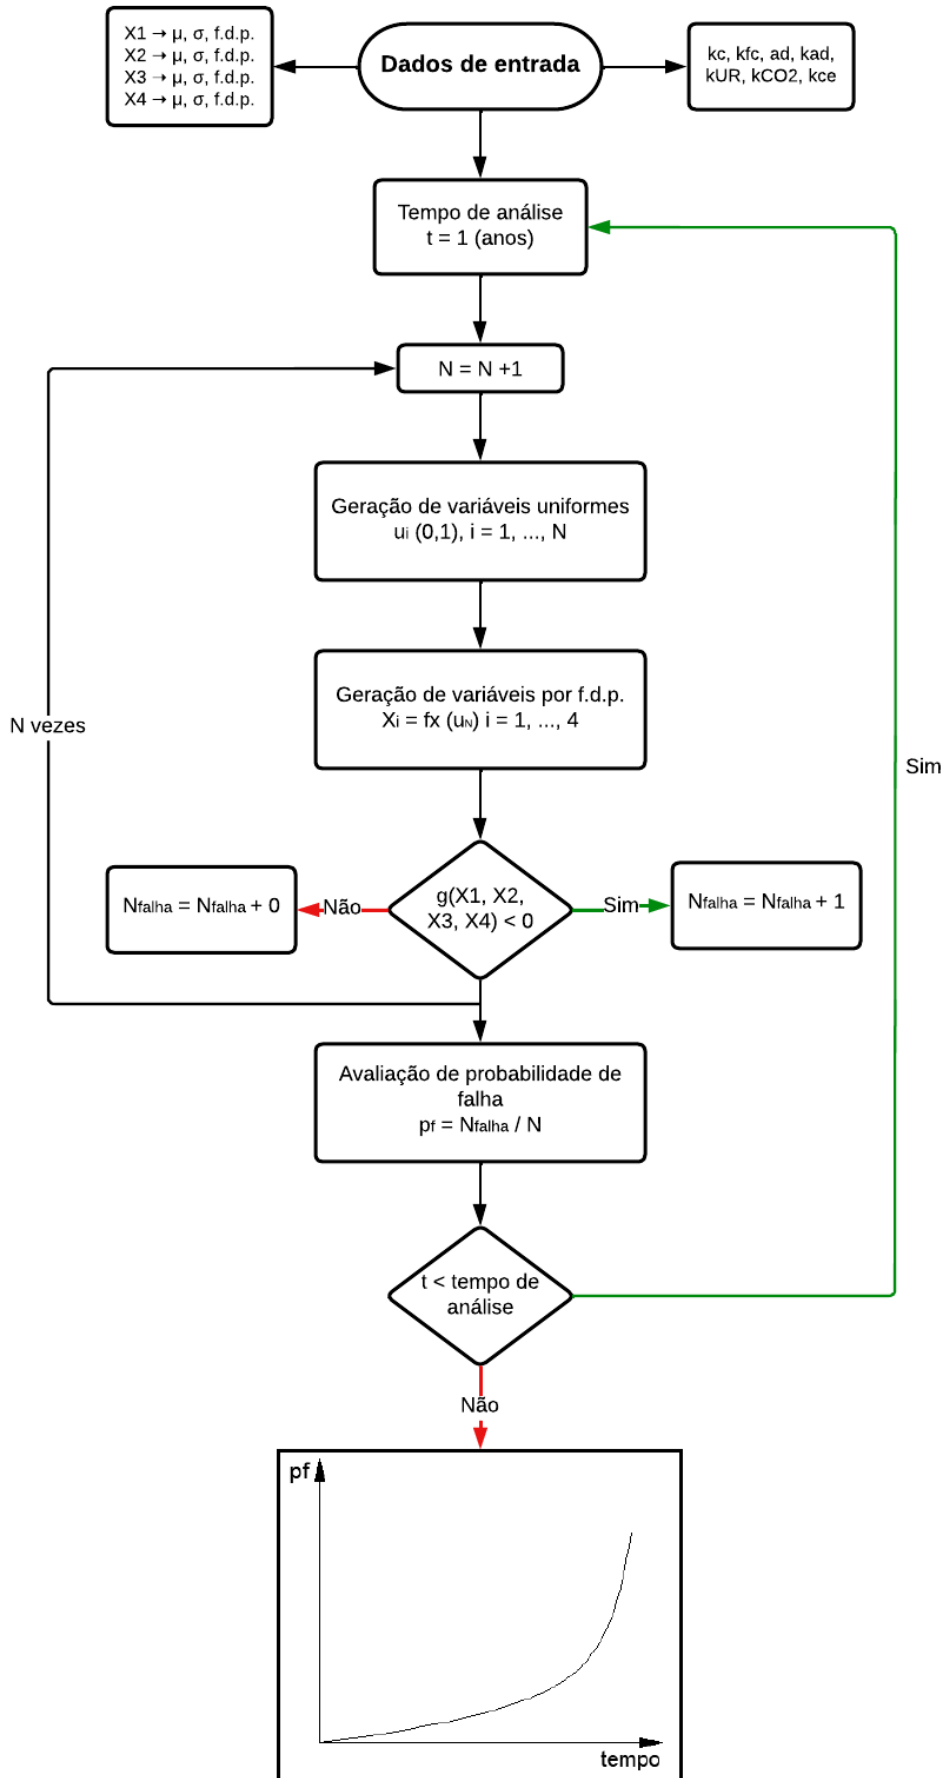 X1 → μ, σ, f.d.p.
X2 → μ, σ, f.d.p.
X3 → μ, σ, f.d.p.
X4 → μ, σ, f.d.p.
Dados de entrada
kc, kfc, ad, kad,
kUR, kCO2, kce
Tempo de análise
t = 1 (anos)
N = N +1
Geração de variáveis uniformes
ui (0,1), i = 1, ..., N
Geração de variáveis por f.d.p.
Xi = fx (uN) i = 1, ..., 4
N vezes
Sim
g(X1, X2,
X3, X4) < 0
Não
Nfalha = Nfalha + 0
Sim
Nfalha = Nfalha + 1
Avaliação de probabilidade de
falha
pf = Nfalha / N
t < tempo de
análise
Não
pf
tempo